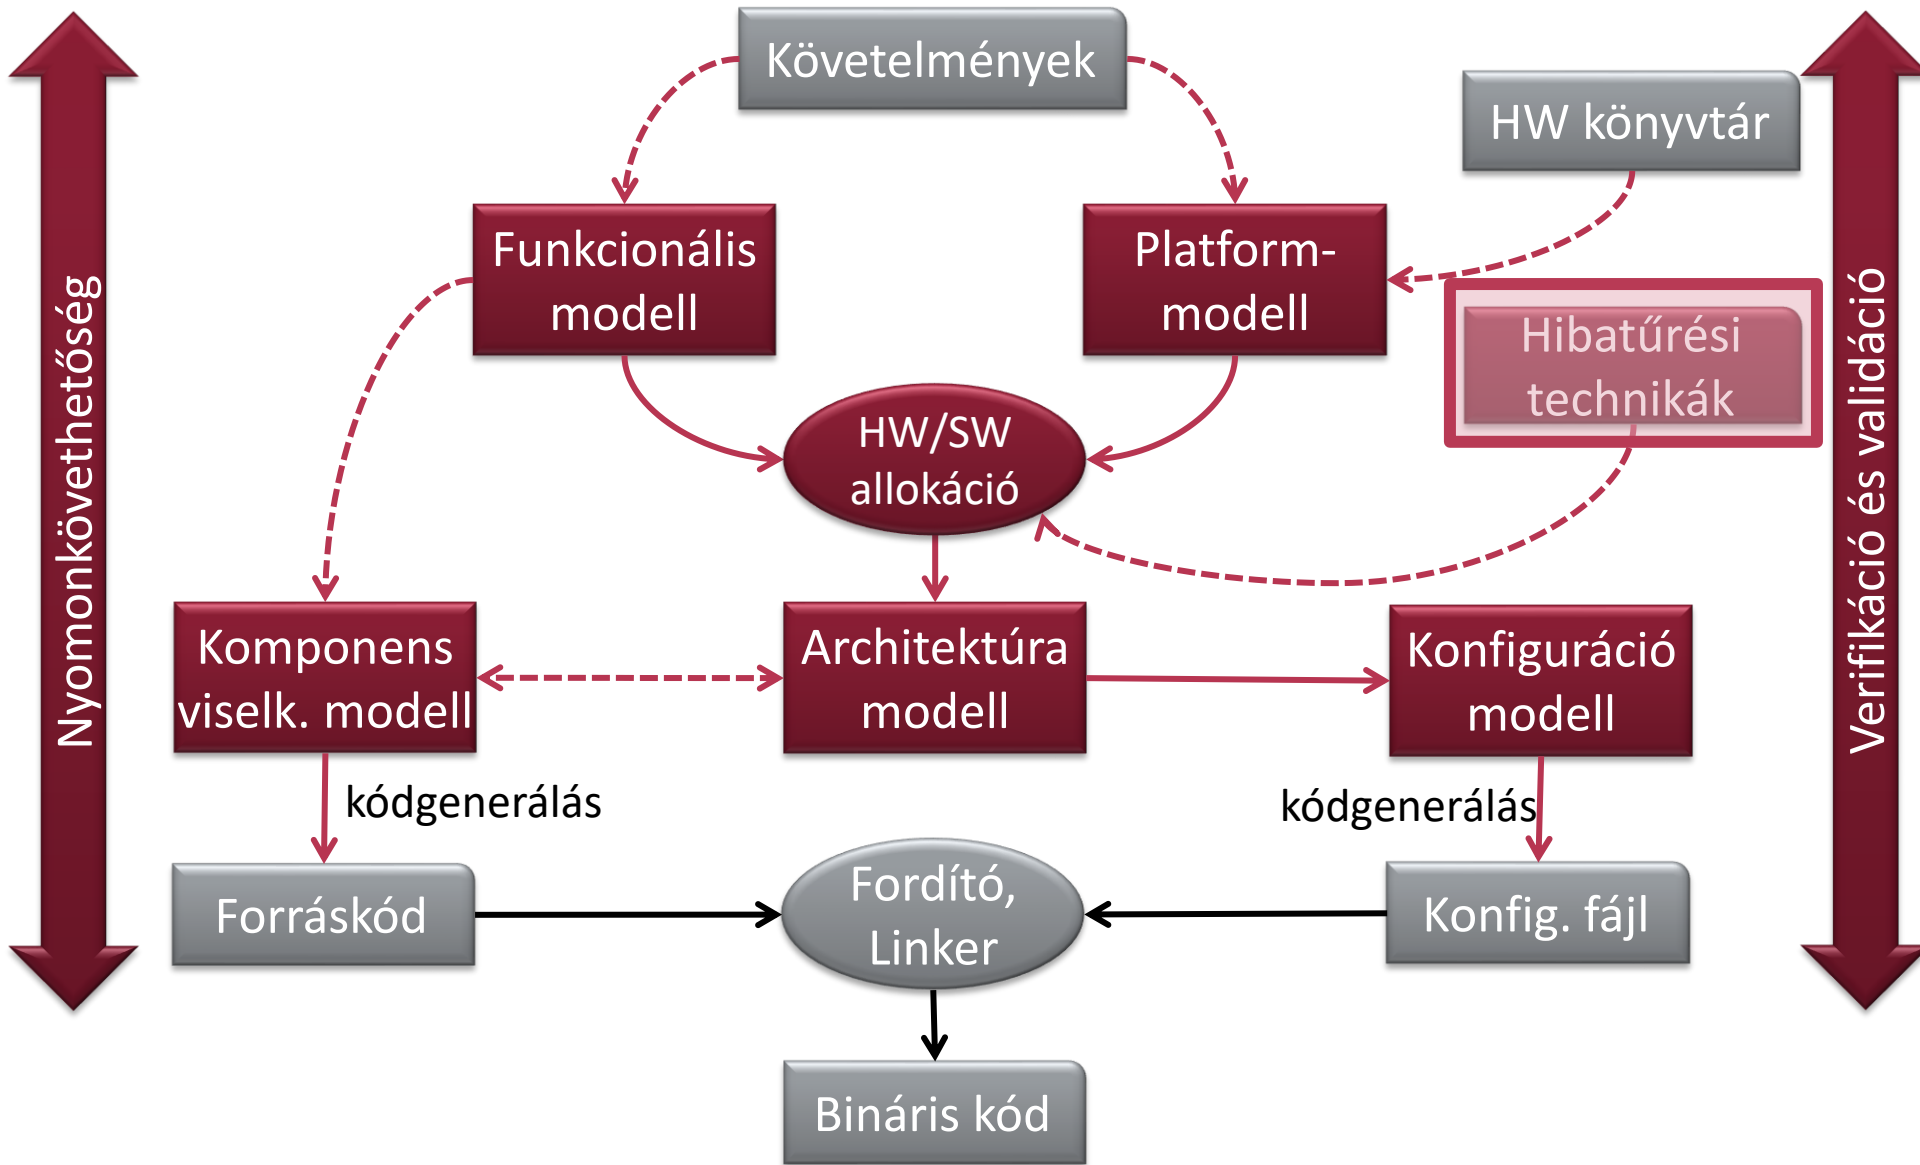 Követelmények
HW könyvtár
Funkcionális
modell
Platform-
modell
Hibatűrési
technikák
HW/SW
allokáció
Nyomonkövethetőség
Verifikáció és validáció
Komponens
viselk. modell
Architektúra
modell
Konfiguráció
modell
kódgenerálás
kódgenerálás
Forráskód
Fordító,
Linker
Konfig. fájl
Bináris kód